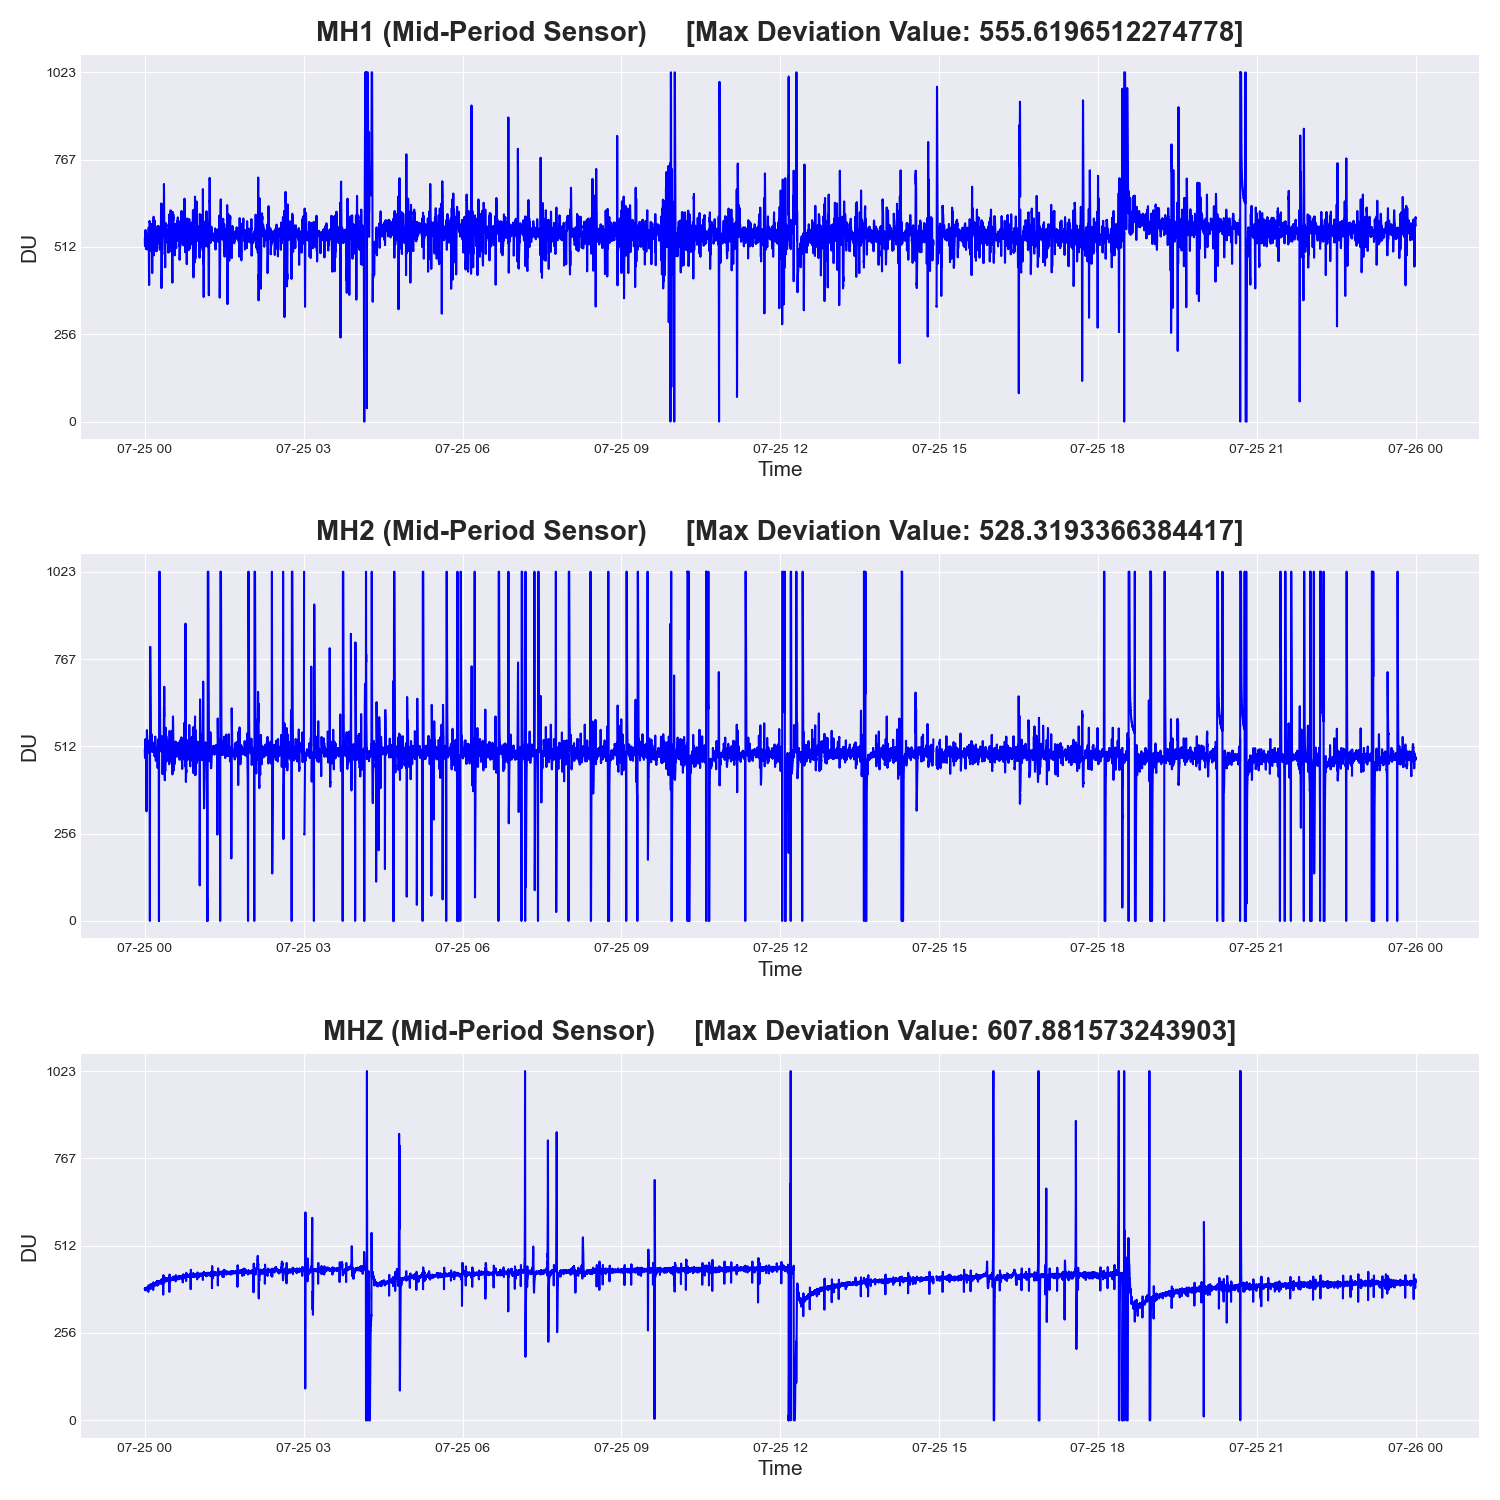 MH1 (Mid-Period Sensor)     [Max Deviation Value: 555.6196512274778]
1023
767
512
256
0
DU
07-25 00 07-25 03 07-25 06 07-25 09 07-25 12 07-25 15 07-25 18 07-25 21 07-26 00
Time
MH2 (Mid-Period Sensor)     [Max Deviation Value: 528.3193366384417]
1023
767
512
256
0
DU
07-25 00 07-25 03 07-25 06 07-25 09 07-25 12 07-25 15 07-25 18 07-25 21 07-26 00
Time
MHZ (Mid-Period Sensor)     [Max Deviation Value: 607.881573243903]
1023
767
512
256
0
DU
07-25 00 07-25 03 07-25 06 07-25 09 07-25 12 07-25 15 07-25 18 07-25 21 07-26 00
Time